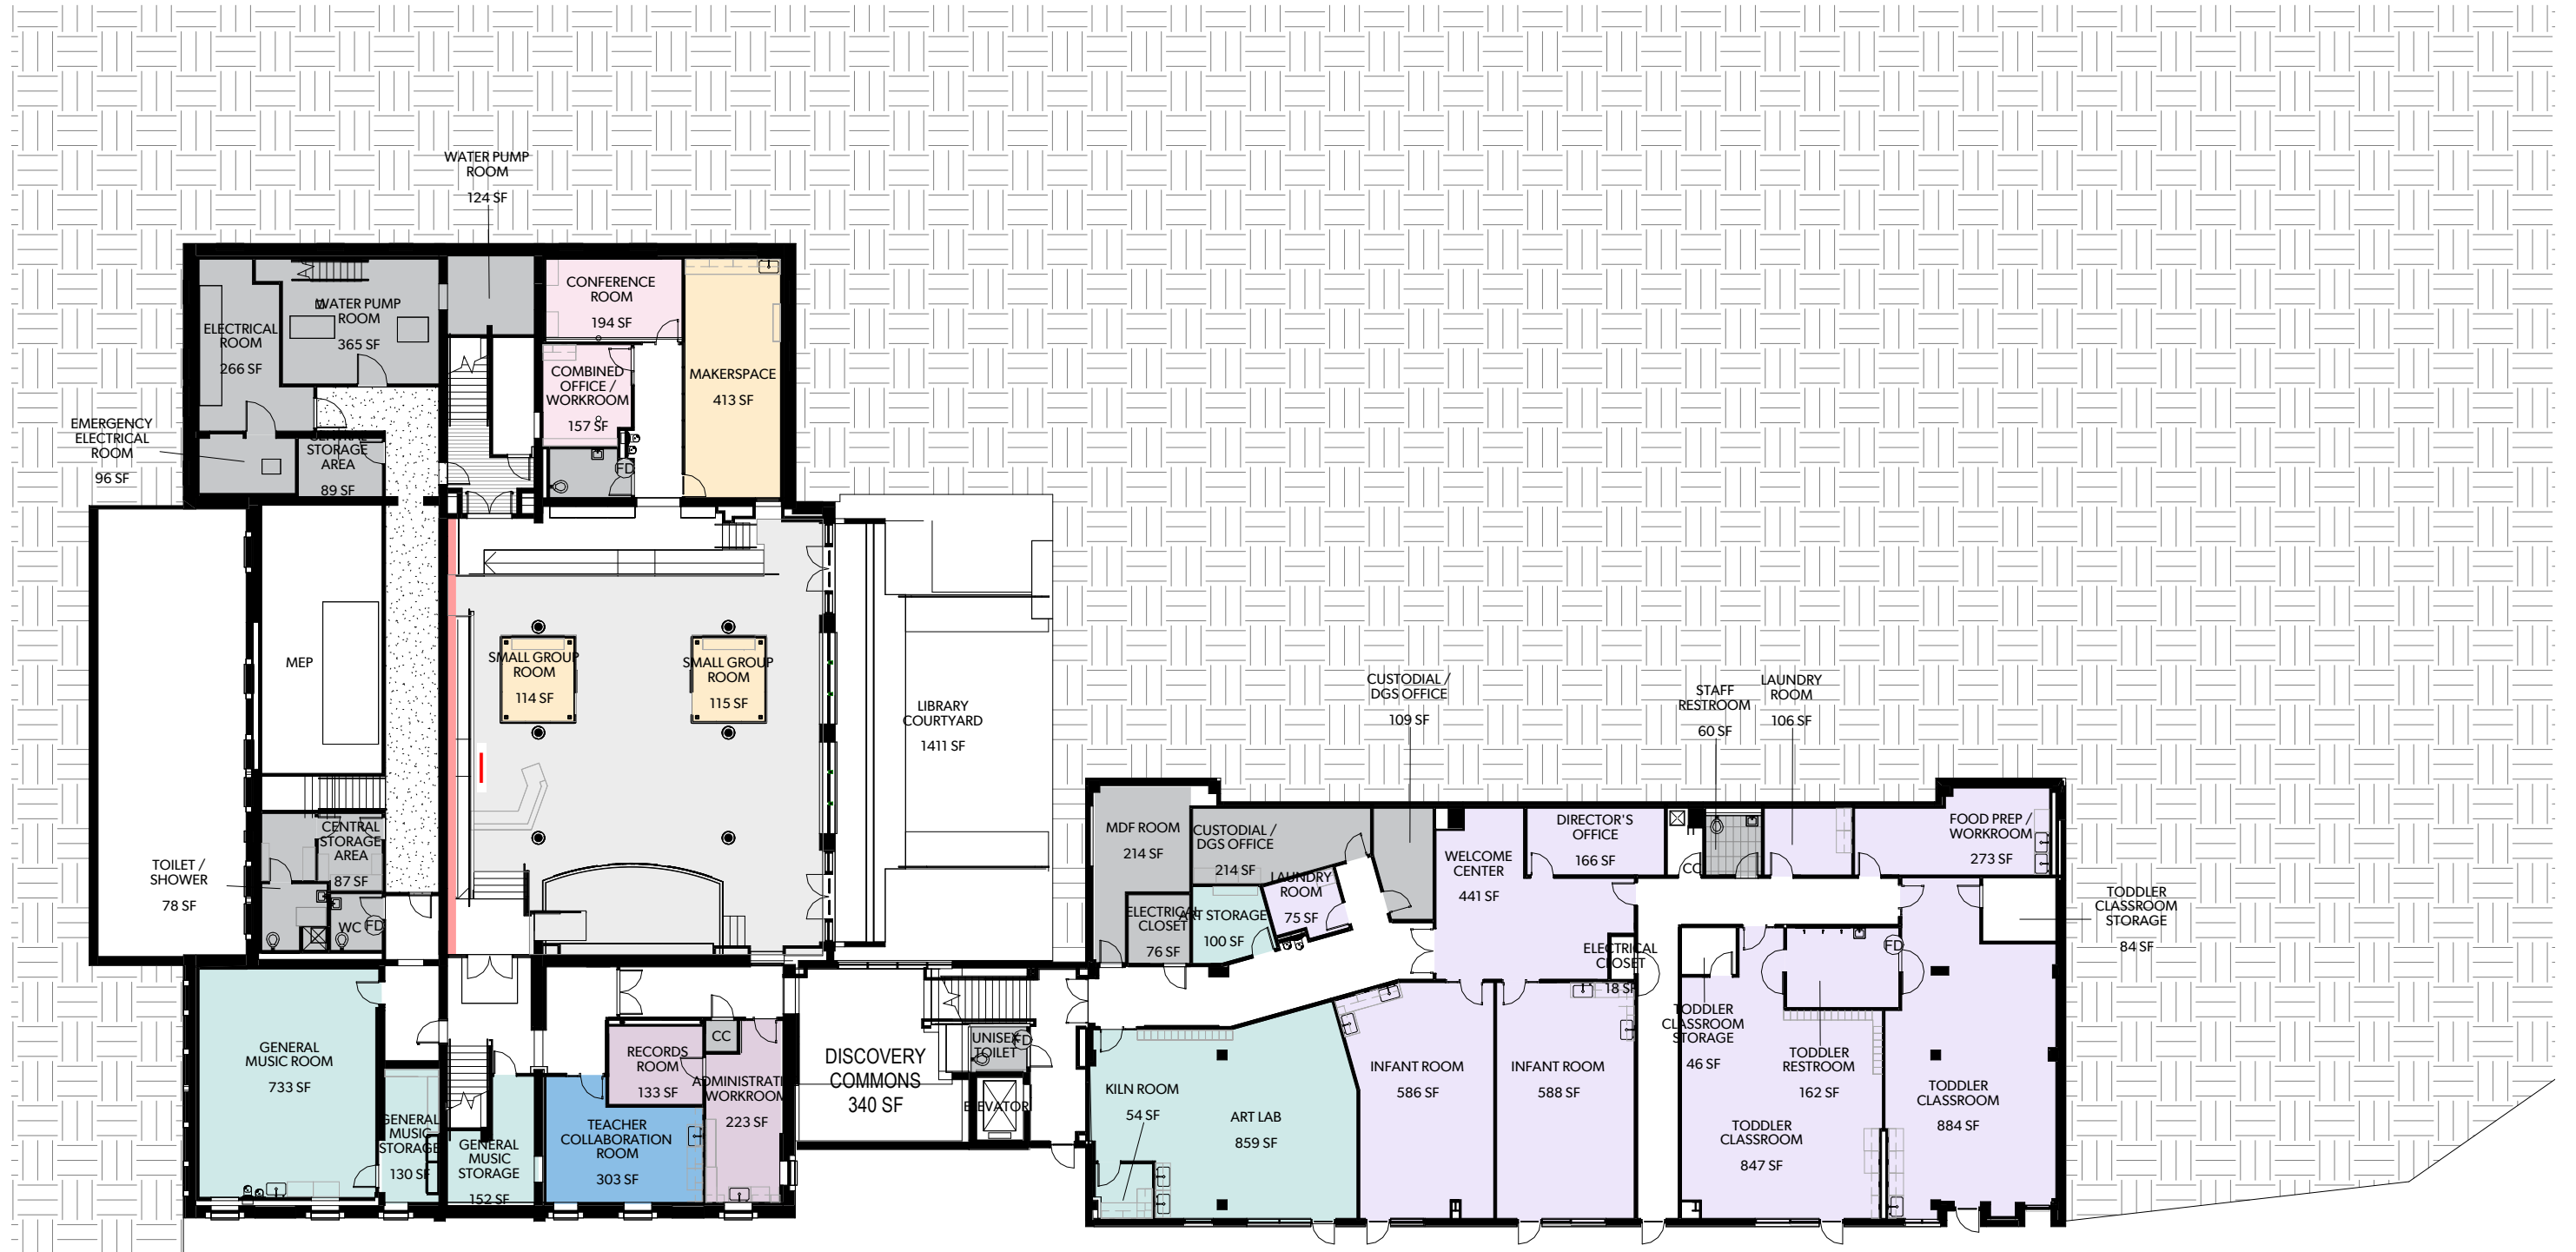 WATER PUMP
ROOM
124 SF
CONFERENCE
ROOM
194 SF
WATER PUMP
ROOM
365 SF
ELECTRICAL
ROOM
266 SF
COMBINED
OFFICE /
WORKROOM
157 SF
MAKERSPACE
413 SF
EMERGENCY
ELECTRICAL
ROOM
96 SF
CENTRAL
STORAGE
AREA
89 SF
FD
MEP
SMALL GROUP
ROOM
114 SF
SMALL GROUP
ROOM
115 SF
LIBRARY
COURTYARD
1411 SF
CUSTODIAL /
DGS OFFICE
109 SF
STAFF
RESTROOM
60 SF
LAUNDRY
ROOM
106 SF
TOILET /
SHOWER
78 SF
CENTRAL
STORAGE
AREA
87 SF
WC
FD
MDF ROOM
214 SF
CUSTODIAL /
DGS OFFICE
214 SF
WELCOME
CENTER
441 SF
DIRECTOR'S
OFFICE
166 SF
CC
FOOD PREP /
WORKROOM
273 SF
ELECTRICAL
CLOSET
76 SF
ART STORAGE
100 SF
LAUNDRY
ROOM
75 SF
ELECTRICAL
CLOSET
18 SF
FD
TODDLER
CLASSROOM
STORAGE
84 SF
GENERAL
MUSIC ROOM
733 SF
GENERAL
MUSIC
STORAGE
130 SF
GENERAL
MUSIC
STORAGE
152 SF
RECORDS
ROOM
133 SF
CC
ADMINISTRATI
WORKROOM
223 SF
TEACHER
COLLABORATION
ROOM
303 SF
DISCOVERY
COMMONS
340 SF
UNISEX
TOILET
FD
ELEVATOR
KILN ROOM
54 SF
ART LAB
859 SF
INFANT ROOM
586 SF
INFANT ROOM
588 SF
TODDLER
CLASSROOM
STORAGE
46 SF
TODDLER
RESTROOM
162 SF
TODDLER
CLASSROOM
847 SF
TODDLER
CLASSROOM
884 SF